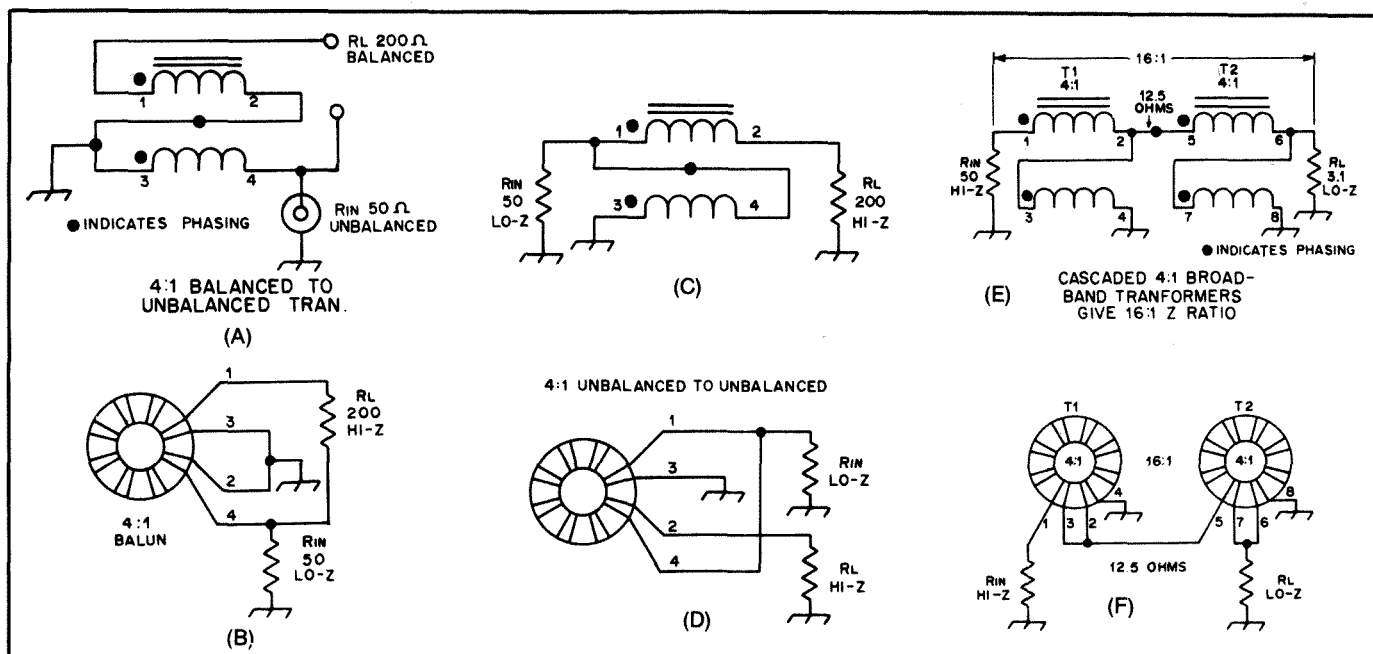 RL 200Ω
BALANCED
1
2
3
4
RIN 50 Ω
UNBALANCED
● INDICATES PHASING
4:1 BALANCED TO
UNBALANCED TRAN.
(A)
1
2
RIN
50
LO-Z
3
4
RL
200
HI-Z
(C)
16:1
T1
4:1
T2
4:1
12.5
OHMS
1
2
5
6
RIN
50
HI-Z
RL
3.1
LO-Z
3
4
7
8
● INDICATES PHASING
(E)
CASCADED 4:1 BROAD-
BAND TRANFORMERS
GIVE 16:1 Z RATIO
1
3
2
4
RL
200
HI-Z
4:1
BALUN
RIN
50
LO-Z
(B)
4:1 UNBALANCED TO UNBALANCED
1
3
2
4
RIN
LO-Z
RL
HI-Z
(D)
T1
T2
4:1
16:1
4:1
1
3
2
4
5
7
6
8
12.5 OHMS
RIN
HI-Z
RL
LO-Z
(F)